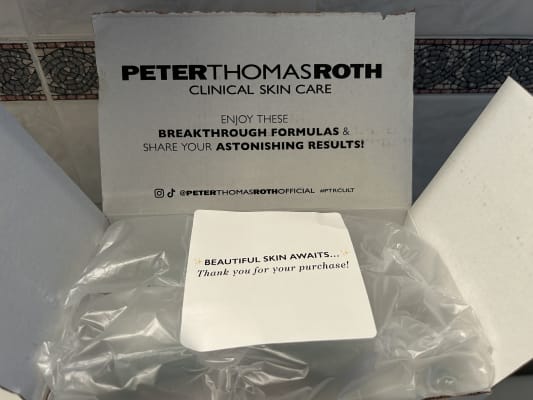 PETERTHOMASROTH
CLINICAL SKIN CARE
ENJOY THESE
BREAKTHROUGH FORMULAS &
SHARE YOUR ASTONISHING RESULTS!
@PETERTHOMASROTHOFFICIAL #PTRCULT
BEAUTIFUL SKIN AWAITS...
Thank you for your purchase!